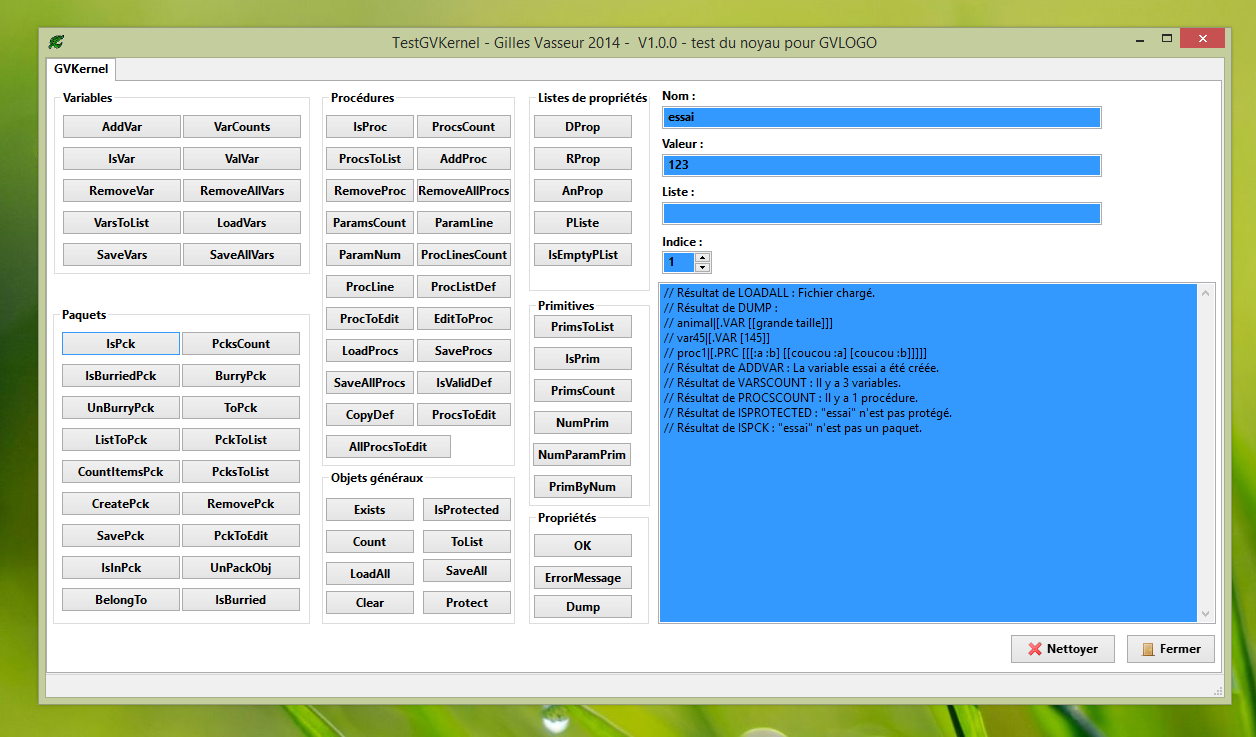 TestGVKernel - Gilles Vasseur 2014 -  V1.0.0 - test du noyau pour GVLOGO
GVKernel
Variables
AddVar VarCounts
IsVar ValVar
RemoveVar RemoveAllVars
VarsToList LoadVars
SaveVars SaveAllVars
Paquets
IsPck PcksCount
IsBurriedPck BurryPck
UnBurryPck ToPck
ListToPck PckToList
CountItemsPck PcksToList
CreatePck RemovePck
SavePck PckToEdit
IsInPck UnPackObj
BelongTo IsBurried
Procédures
IsProc ProcsCount
ProcsToList AddProc
RemoveProc RemoveAllProcs
ParamsCount ParamLine
ParamNum ProcLinesCount
ProcLine ProcListDef
ProcToEdit EditToProc
LoadProcs SaveProcs
SaveAllProcs IsValidDef
CopyDef ProcsToEdit
AllProcsToEdit
Objets généraux
Exists IsProtected
Count ToList
LoadAll SaveAll
Clear Protect
Listes de propriétés
DProp
RProp
AnProp
PListe
IsEmptyPList
Primitives
PrimsToList
IsPrim
PrimsCount
NumPrim
NumParamPrim
PrimByNum
Propriétés
OK
ErrorMessage
Dump
Nom :
essai
Valeur :
123
Liste :
Indice :
1
// Résultat de LOADALL : Fichier chargé.
// Résultat de DUMP :
// animal|[.VAR [[grande taille]]]
// var45|[.VAR [145]]
// proc1|[.PRC [[[:a :b] [[coucou :a] [coucou :b]]]]]
// Résultat de ADDVAR : La variable essai a été créée.
// Résultat de VARSCOUNT : Il y a 3 variables.
// Résultat de PROCSCOUNT : Il y a 1 procédure.
// Résultat de ISPROTECTED : "essai" n'est pas protégé.
// Résultat de ISPCK : "essai" n'est pas un paquet.
Nettoyer Fermer